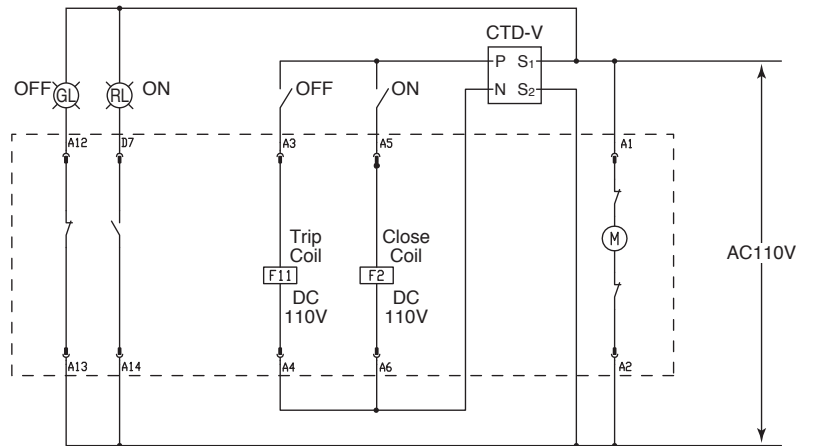 CTD-V
P S1
N S2
OFF GL
RL ON
OFF
ON
A12
D7
A3
A5
A1
Trip
Coil
F11
DC
110V
Close
Coil
F2
DC
110V
M
AC110V
A13
A14
A4
A6
A2